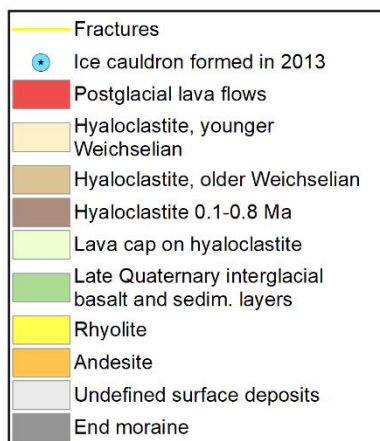 Fractures
Ice cauldron formed in 2013
Postglacial lava flows
Hyaloclastite, younger
Weichselian
Hyaloclastite, older Weichselian
Hyaloclastite 0.1-0.8 Ma
Lava cap on hyaloclastite
Late Quaternary interglacial
basalt and sedim. layers
Rhyolite
Andesite
Undefined surface deposits
End moraine